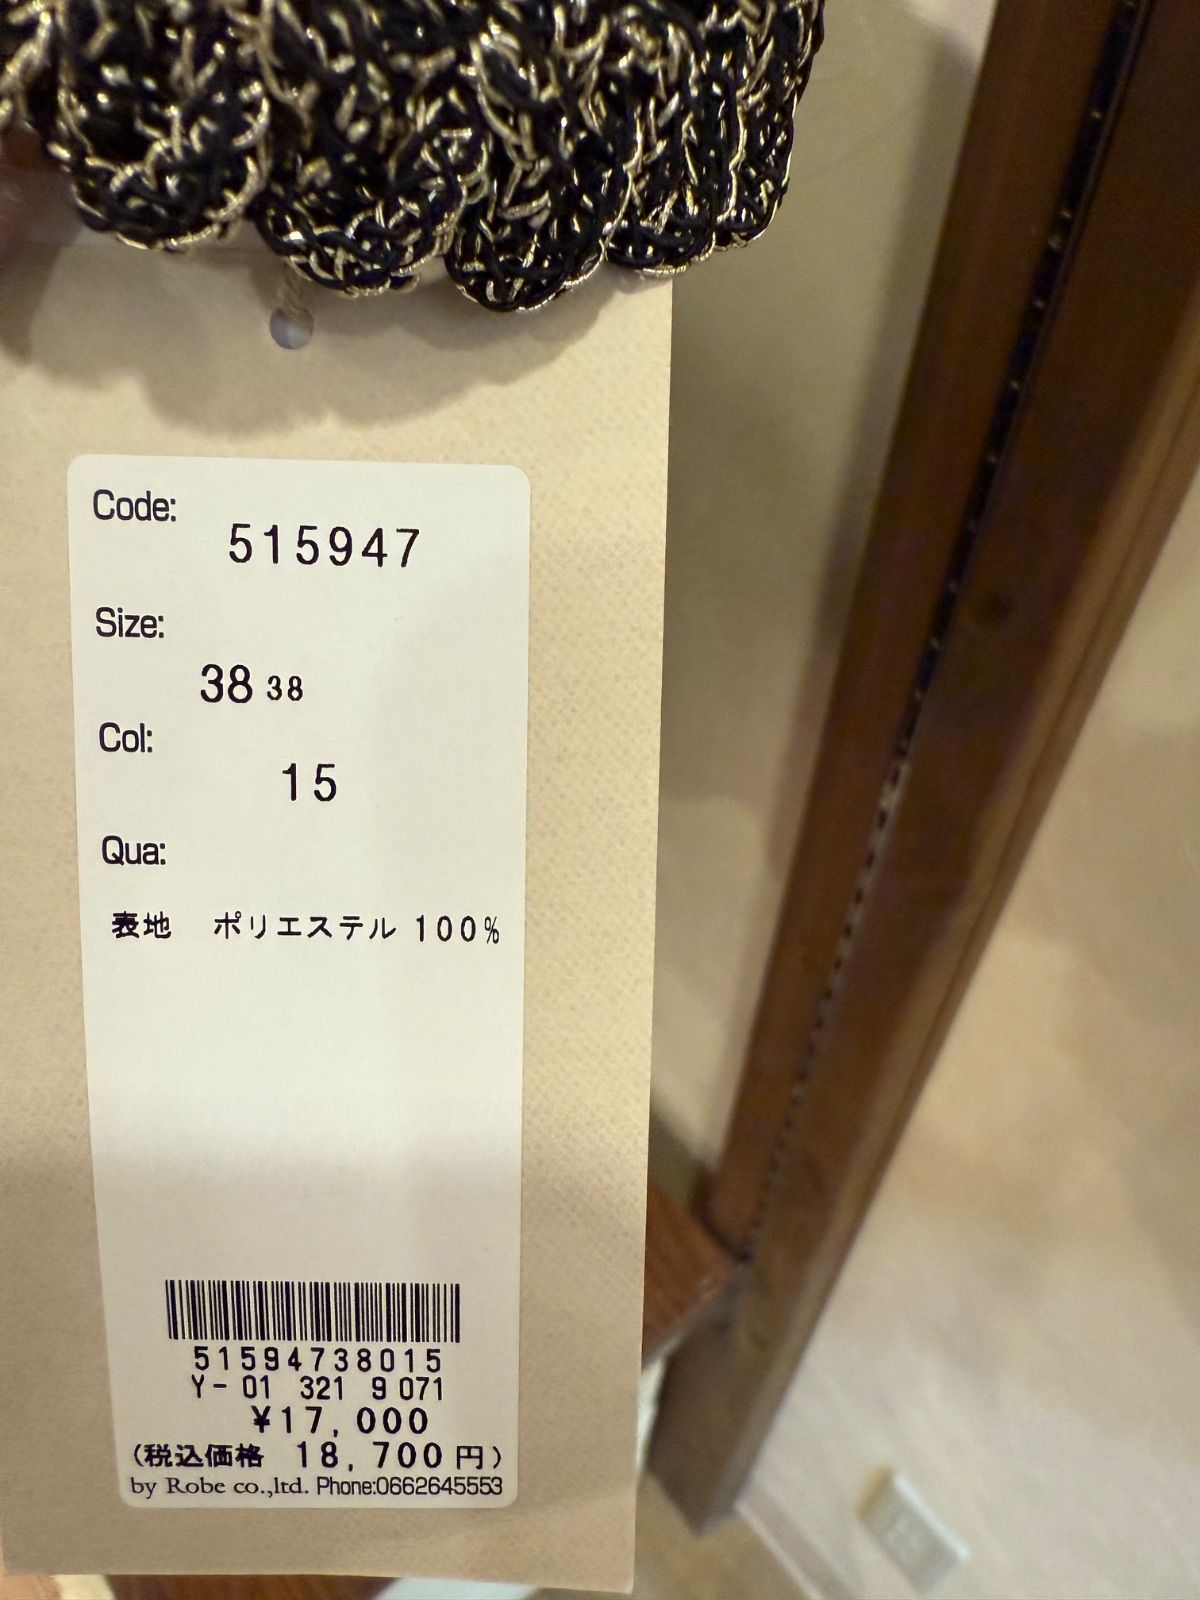 Code:
515947
Size:
38 38
Col:
15
Qua:
表地 ポリエステル 100%
51594738015
Y- 01 321 9 071
¥17,000
(税込価格 18,700円)
by Robe co.,ltd. Phone:0662645553